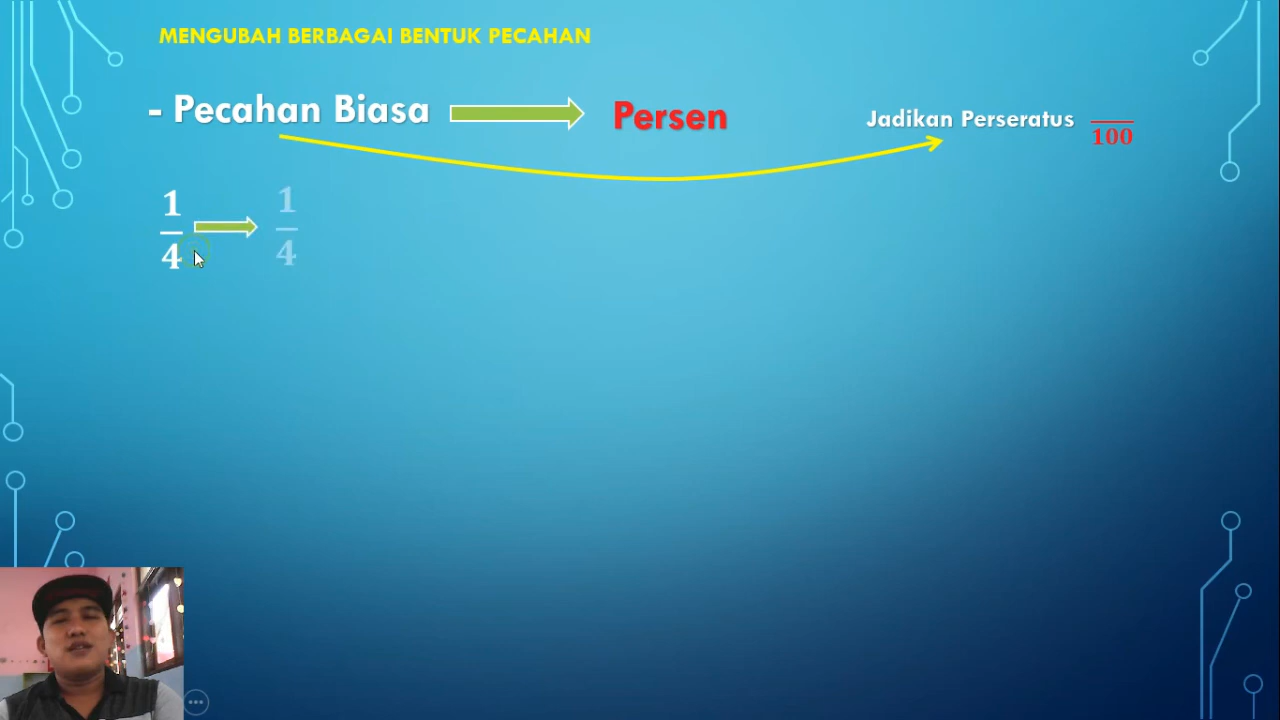 MENGUBAH BERBAGAI BENTUK PECAHAN
- Pecahan Biasa
Persen
Jadikan Perseratus
100
1
4
1
4